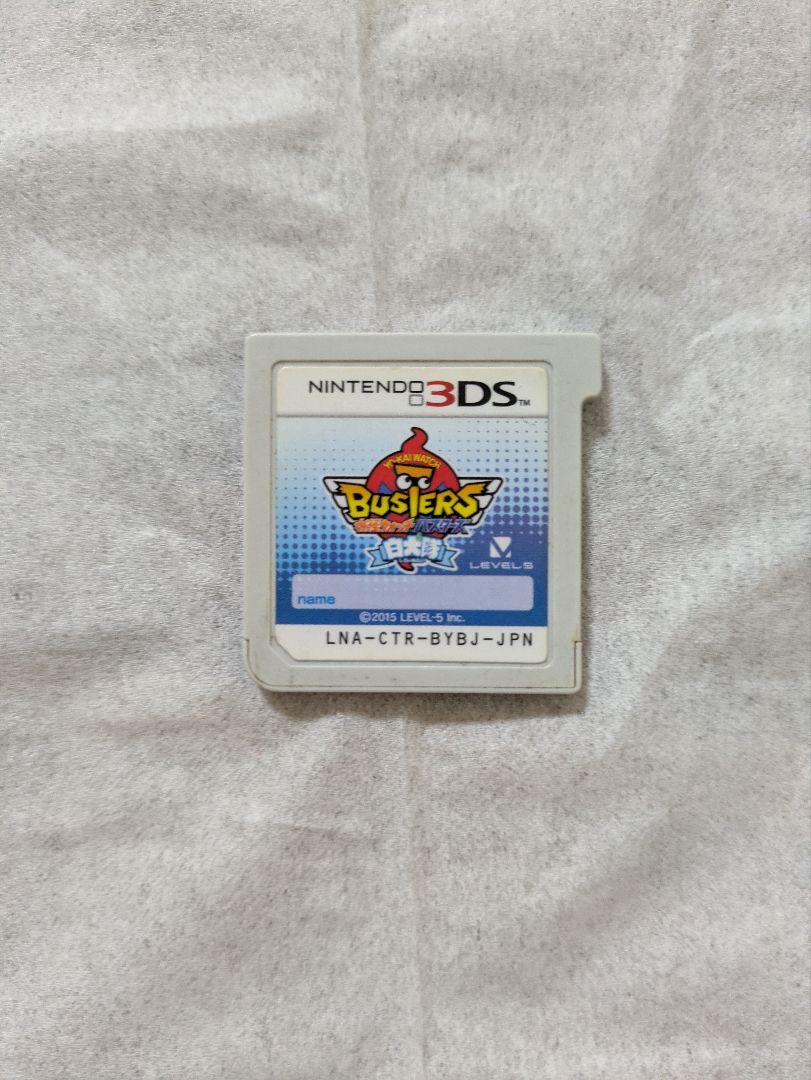 NINTENDO 3DS™
YO-KAI WATCH
BUSTERS
妖怪ウォッチバスターズ
白犬隊
LEVEL5
name
©2015 LEVEL-5 Inc.
LNA-CTR-BYBJ-JPN